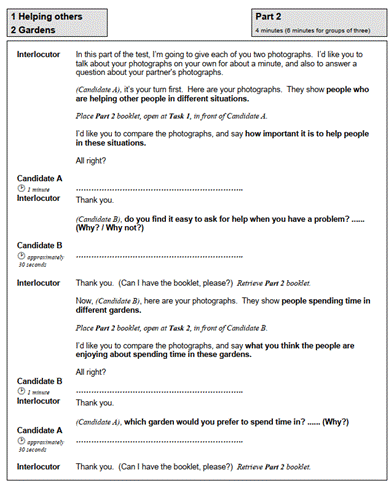 1 Helping others
2 Gardens
Part 2
4 minutes (6 minutes for groups of three)
Interlocutor
In this part of the test, I'm going to give each of you two photographs. I'd like you to
talk about your photographs on your own for about a minute, and also to answer a
question about your partner's photographs.
(Candidate A), it's your turn first. Here are your photographs. They show people who
are helping other people in different situations.
Place Part 2 booklet, open at Task 1, in front of Candidate A.
I'd like you to compare the photographs, and say how important it is to help people
in these situations.
All right?
Candidate A
1 minute
……………………………………………………..
Interlocutor
Thank you.
(Candidate B), do you find it easy to ask for help when you have a problem? ......
(Why? / Why not?)
Candidate B
approximately
30 seconds
……………………………………………………..
Interlocutor
Thank you. (Can I have the booklet, please?) Retrieve Part 2 booklet.
Now, (Candidate B), here are your photographs. They show people spending time in
different gardens.
Place Part 2 booklet, open at Task 2, in front of Candidate B.
I'd like you to compare the photographs, and say what you think the people are
enjoying about spending time in these gardens.
All right?
Candidate B
1 minute
……………………………………………………..
Interlocutor
Thank you.
(Candidate A), which garden would you prefer to spend time in? ...... (Why?)
Candidate A
approximately
30 seconds
……………………………………………………..
Interlocutor
Thank you. (Can I have the booklet, please?) Retrieve Part 2 booklet.